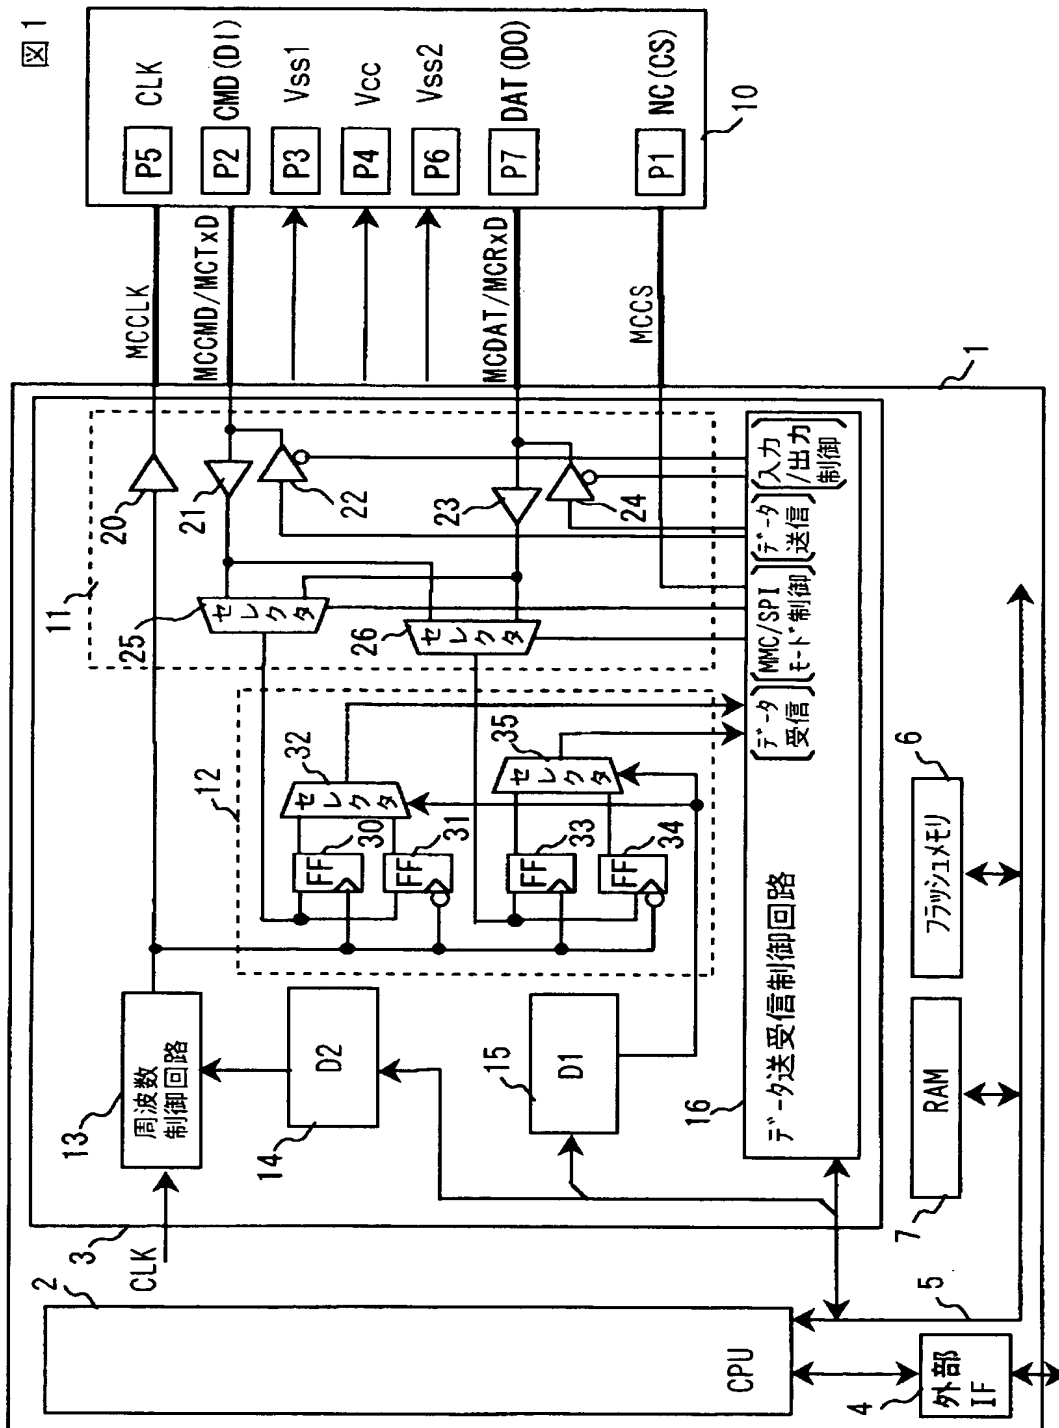 図1
P5 CLK
P2 CMD(DI)
P3 Vss1
P4 Vcc
P6 Vss2
P7 DAT(DO)
P1 NC(CS)
10
MCCLK
MCCMD/MCTxD
MCDAT/MCRxD
MCCS
1
11
20
21
22
23
24
25
セレクタ
26
セレクタ
12
32
セレクタ
35
セレクタ
FF
30
FF
31
FF
33
FF
34
13
周波数
制御回路
14
D2
15
D1
16
データ送受信制御回路
(データ
受信)
(MMC/SPI
モード制御)
(データ
送信)
(入力
/出力
制御)
3
CLK
2
CPU
4
外部
IF
5
6
フラッシュメモリ
7
RAM